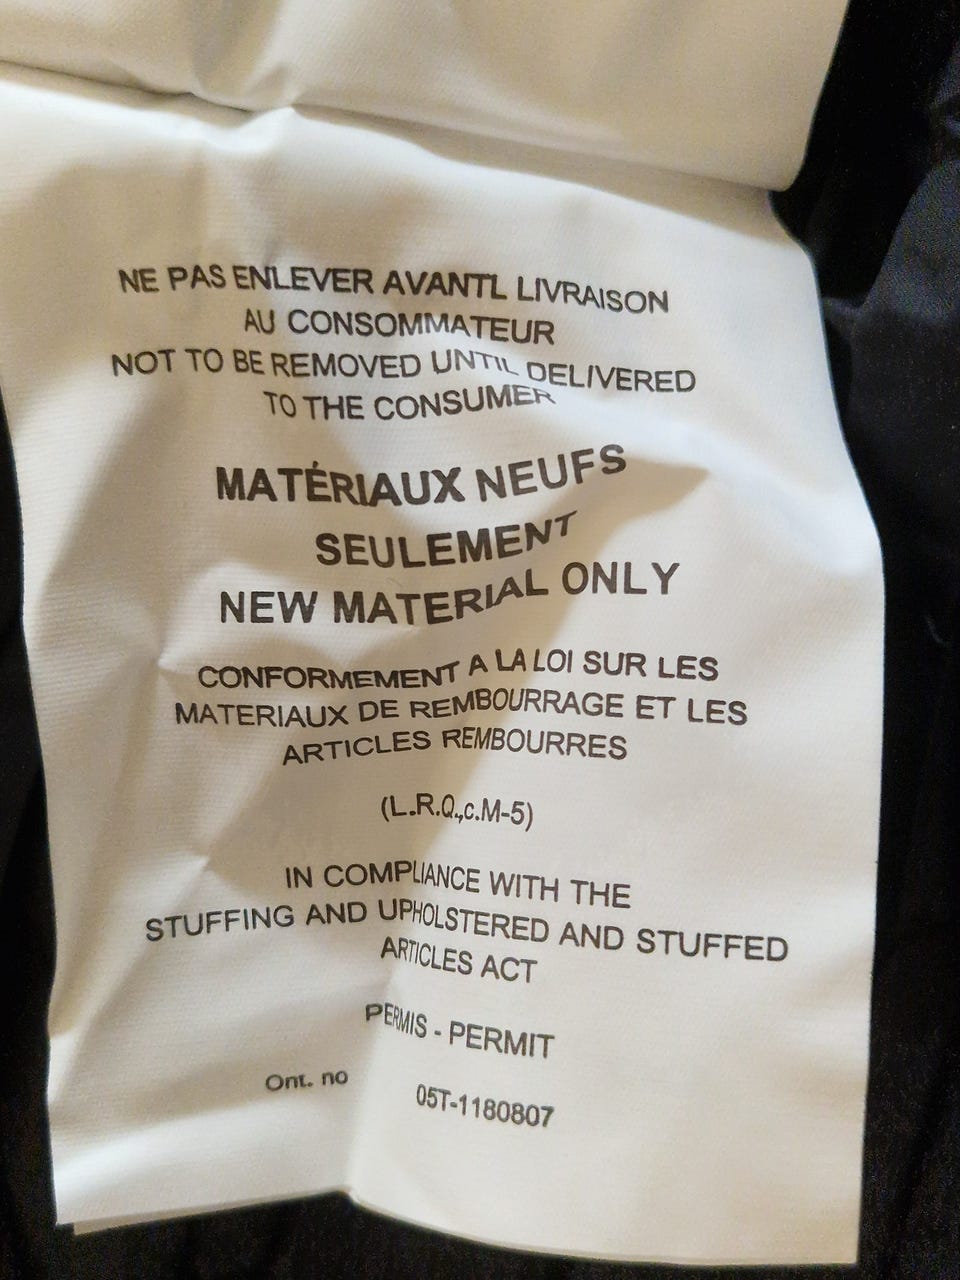 NE PAS ENLEVER AVANTL LIVRAISON
AU CONSOMMATEUR
NOT TO BE REMOVED UNTIL DELIVERED
TO THE CONSUMER
MATÉRIAUX NEUFS
SEULEMENT
NEW MATERIAL ONLY
CONFORMEMENT A LA LOI SUR LES
MATERIAUX DE REMBOURRAGE ET LES
ARTICLES REMBOURRES
(L.R.Q.,c.M-5)
IN COMPLIANCE WITH THE
STUFFING AND UPHOLSTERED AND STUFFED
ARTICLES ACT
PERMIS - PERMIT
Ont. no 05T-1180807